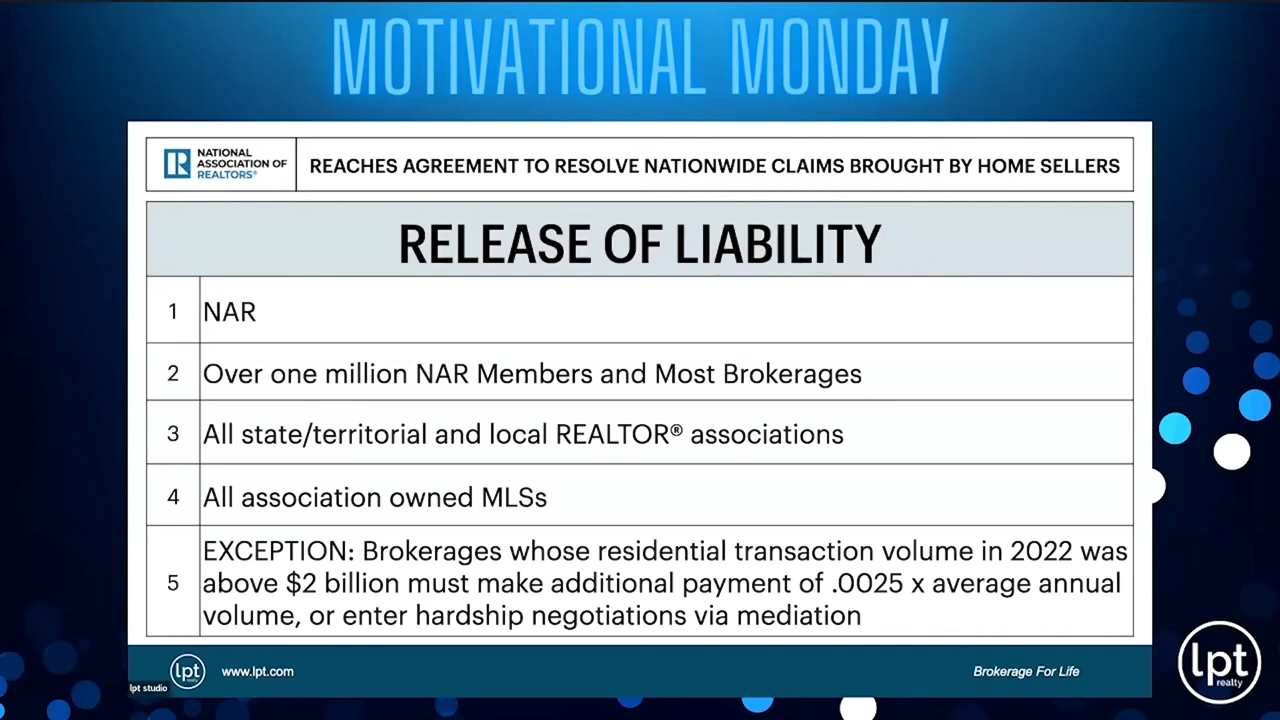 MOTIVATIONAL MONDAY
NATIONAL
ASSOCIATION OF
REALTORS®
REACHES AGREEMENT TO RESOLVE NATIONWIDE CLAIMS BROUGHT BY HOME SELLERS
RELEASE OF LIABILITY
1 NAR
2 Over one million NAR Members and Most Brokerages
3 All state/territorial and local REALTOR® associations
4 All association owned MLSs
5 EXCEPTION: Brokerages whose residential transaction volume in 2022 was
above $2 billion must make additional payment of .0025 x average annual
volume, or enter hardship negotiations via mediation
lpt
realty
www.lpt.com
Brokerage For Life
lpt studio
lpt
realty